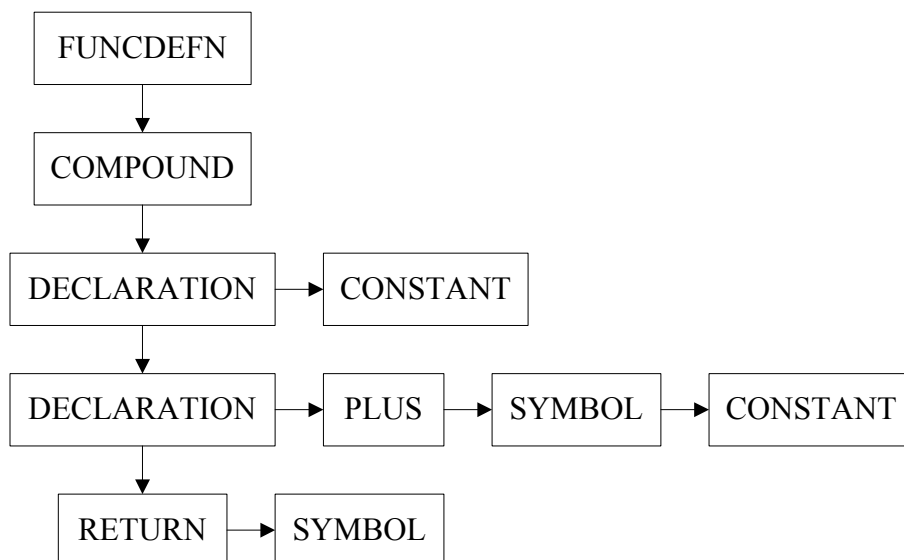 FUNCDEFN
COMPOUND
DECLARATION CONSTANT
DECLARATION PLUS SYMBOL CONSTANT
RETURN SYMBOL